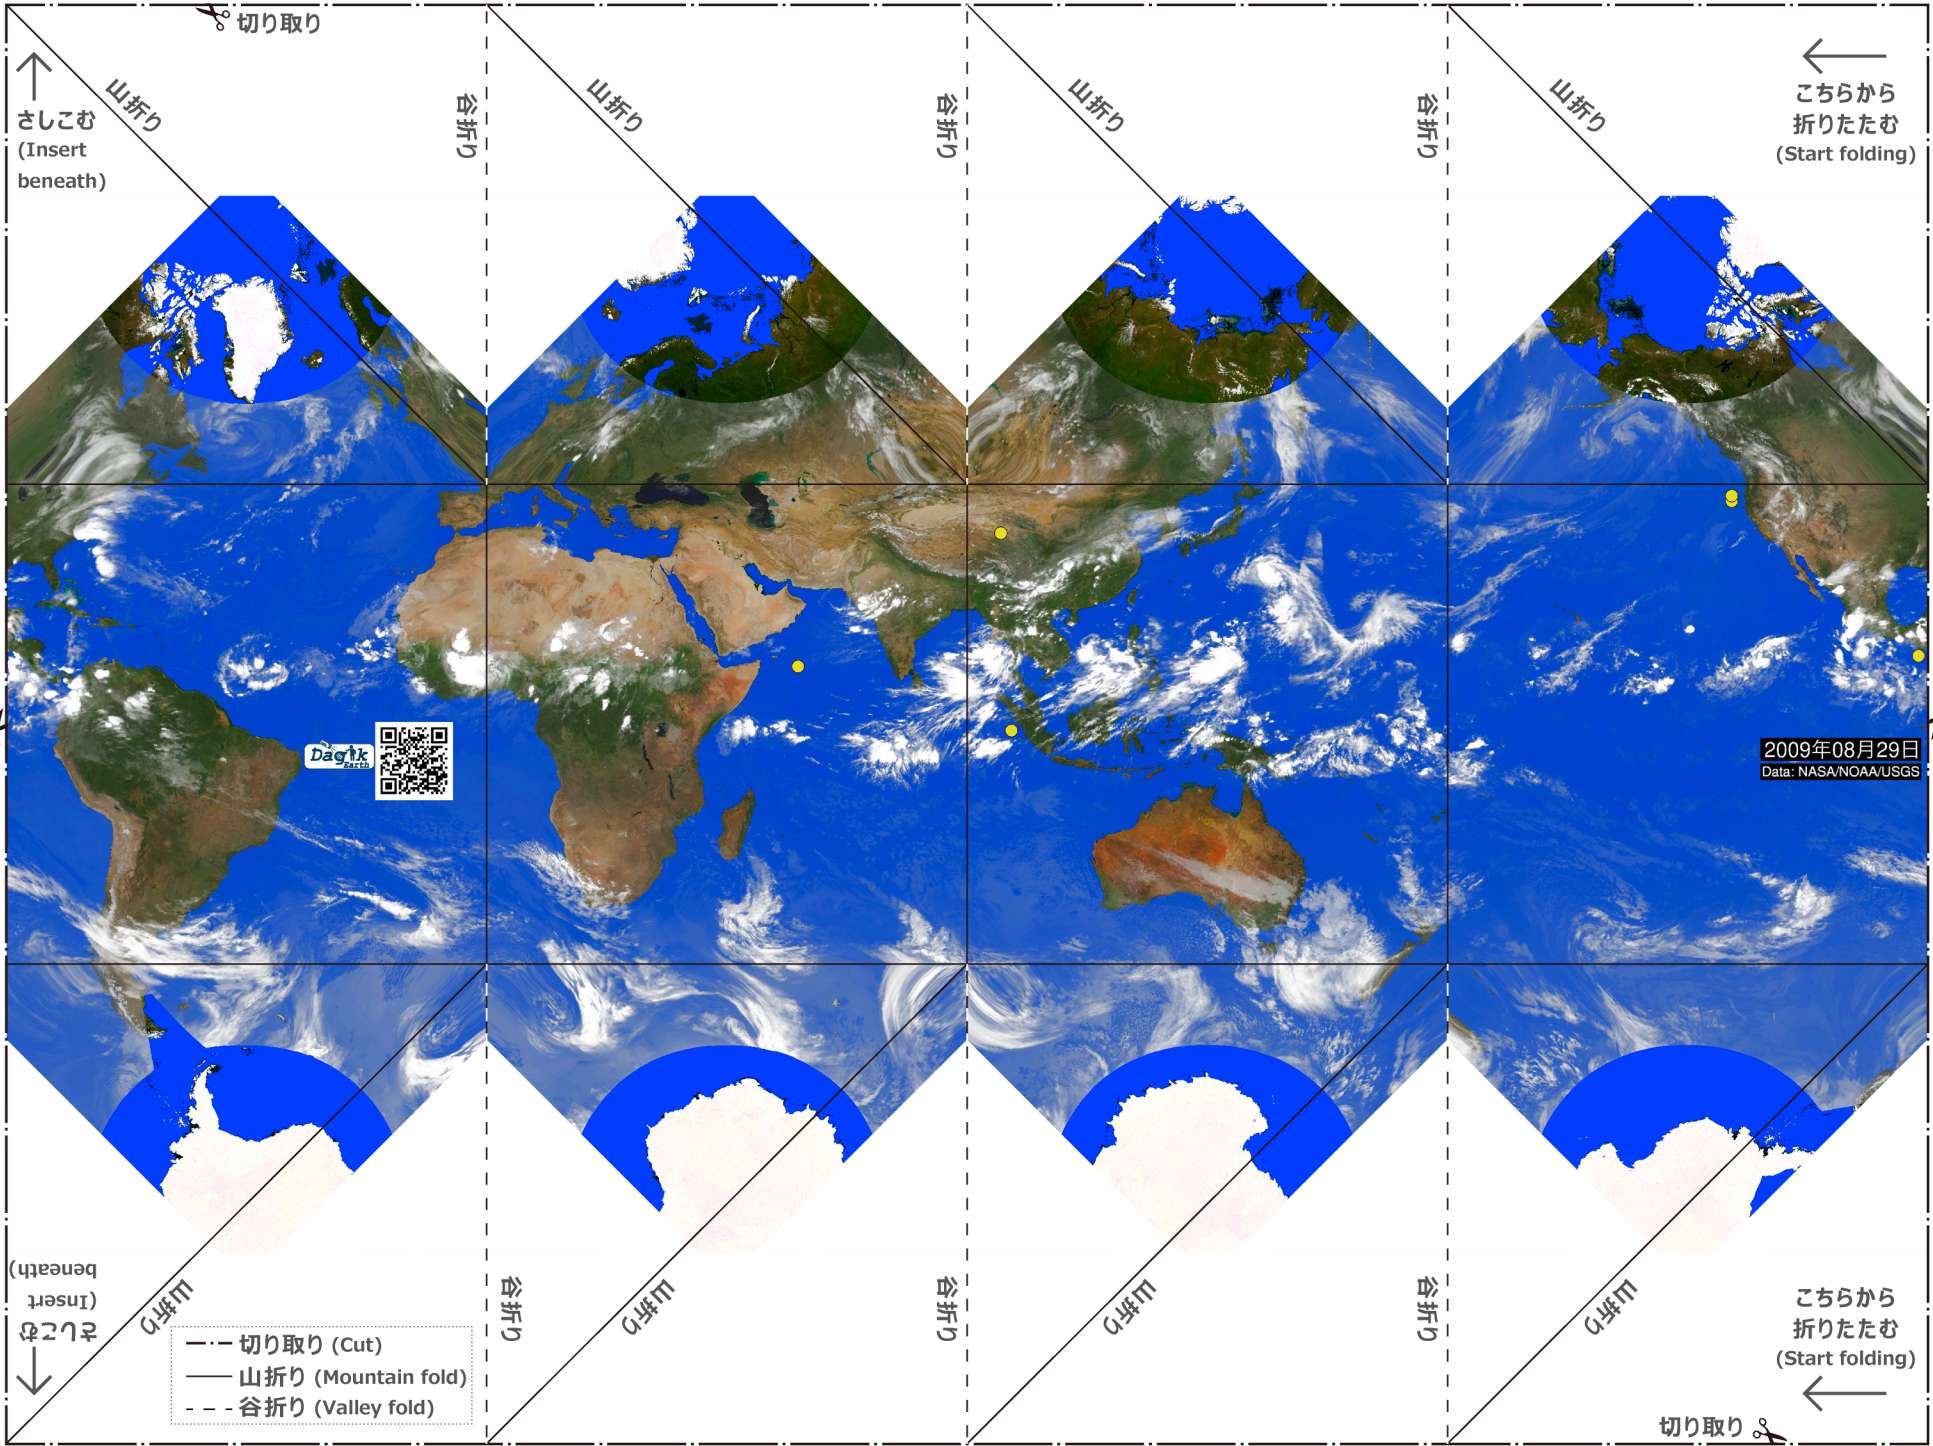 切り取り
山折り
谷折り
山折り
谷折り
山折り
谷折り
山折り
さしこむ
(Insert
beneath)
こちらから
折りたたむ
(Start folding)
Dagik
Earth
2009年08月29日
Data: NASA/NOAA/USGS
さしこむ
(Insert
beneath)
山折り
谷折り
山折り
谷折り
山折り
谷折り
山折り
こちらから
折りたたむ
(Start folding)
切り取り (Cut)
山折り (Mountain fold)
谷折り (Valley fold)
切り取り